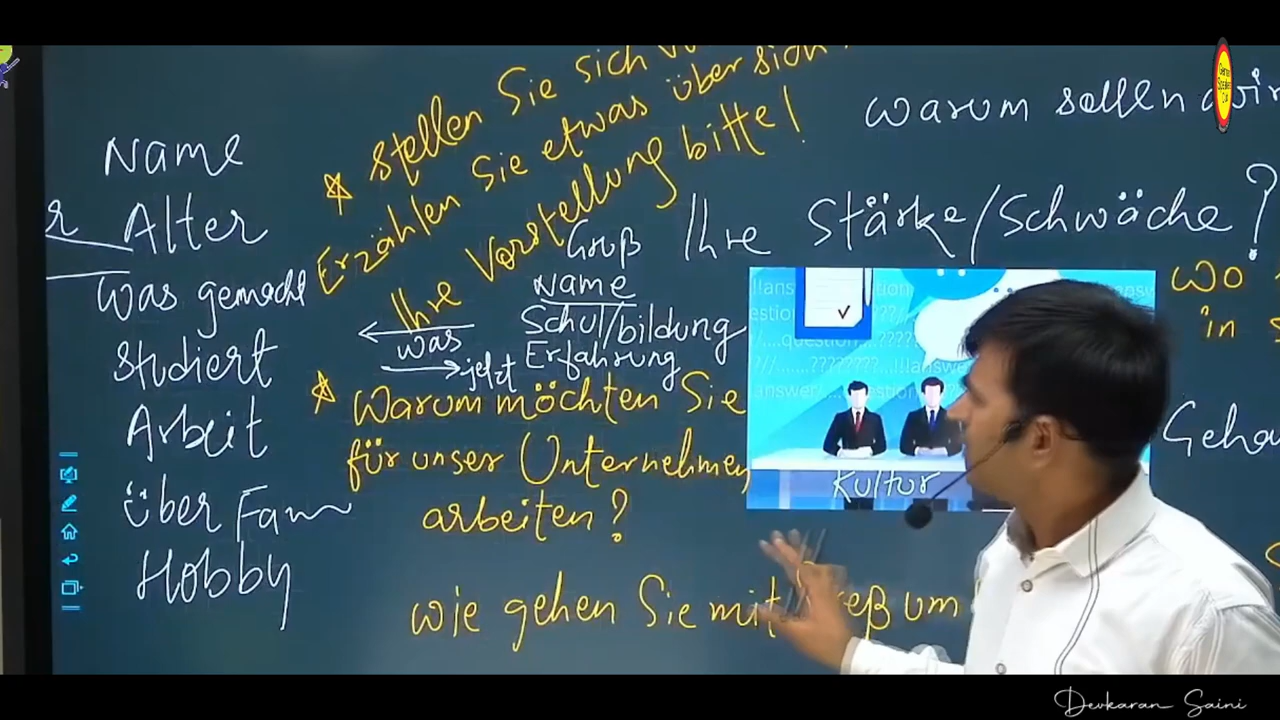 Name
Alter
Was gemacht
Studiert
Arbeit
über Fam
Hobby
* Stellen Sie sich
Erzählen Sie etwas über sich
Ihre Vorstellung bitte!
Gruß
Name
Schul/bildung
Erfahrung
was
jetzt
* Warum möchten Sie
für unser Unternehmen
arbeiten?
wie gehen Sie mit Streß um
warum sollen wir
Ihre Stärke/Schwäche?
wo
in
Kultur
Devkaran Saini